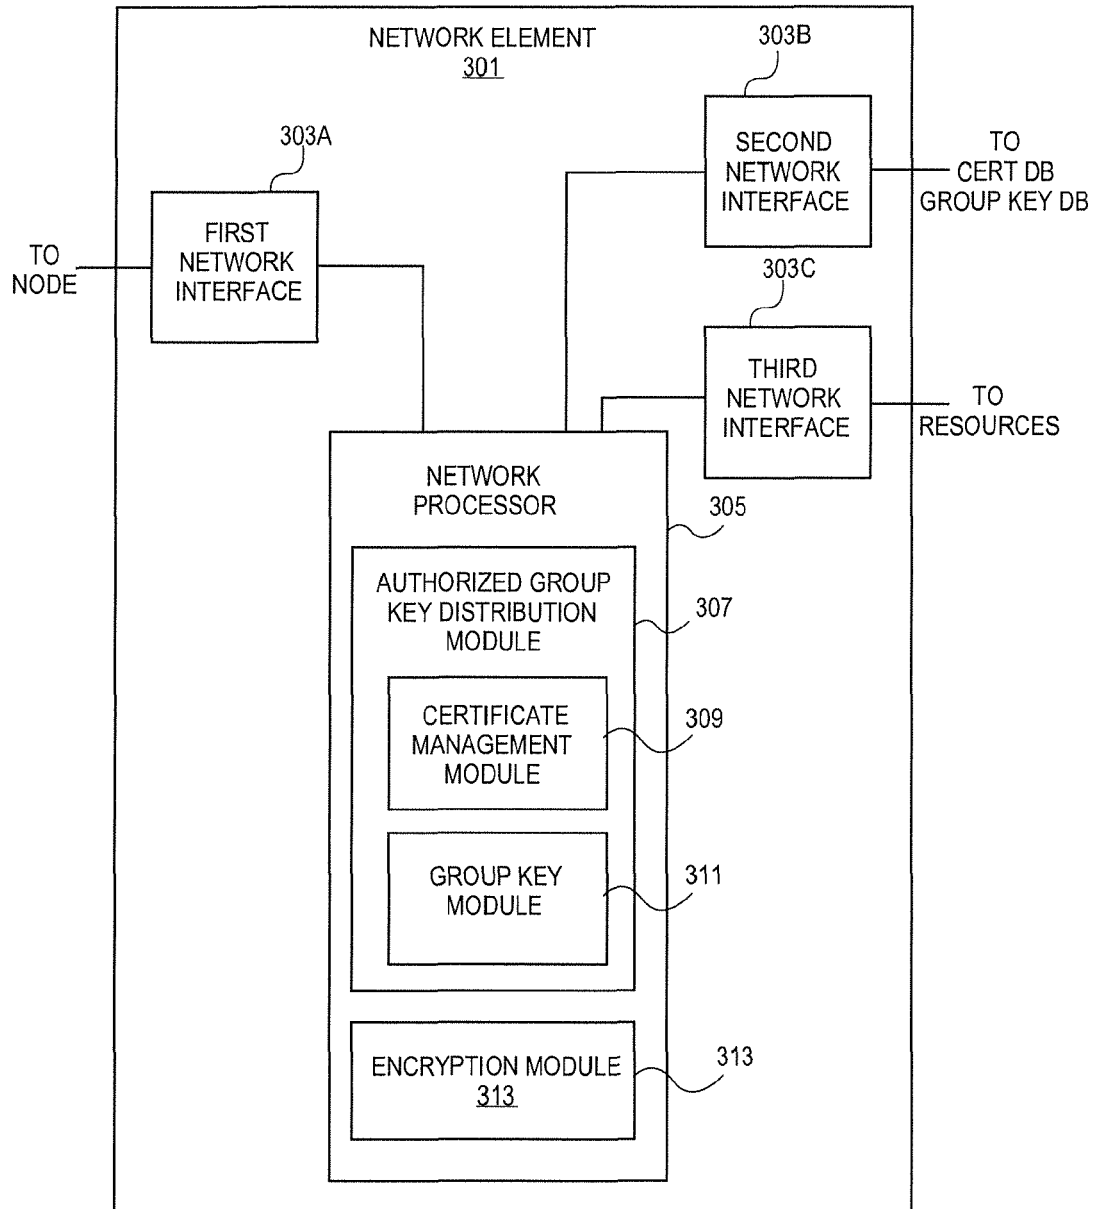 NETWORK ELEMENT
301
303B
303A
SECOND
NETWORK
INTERFACE
TO
CERT DB
GROUP KEY DB
FIRST
NETWORK
INTERFACE
TO
NODE
303C
THIRD
NETWORK
INTERFACE
TO
RESOURCES
NETWORK
PROCESSOR
305
AUTHORIZED GROUP
KEY DISTRIBUTION
MODULE
307
CERTIFICATE
MANAGEMENT
MODULE
309
GROUP KEY
MODULE
311
ENCRYPTION MODULE
313
313